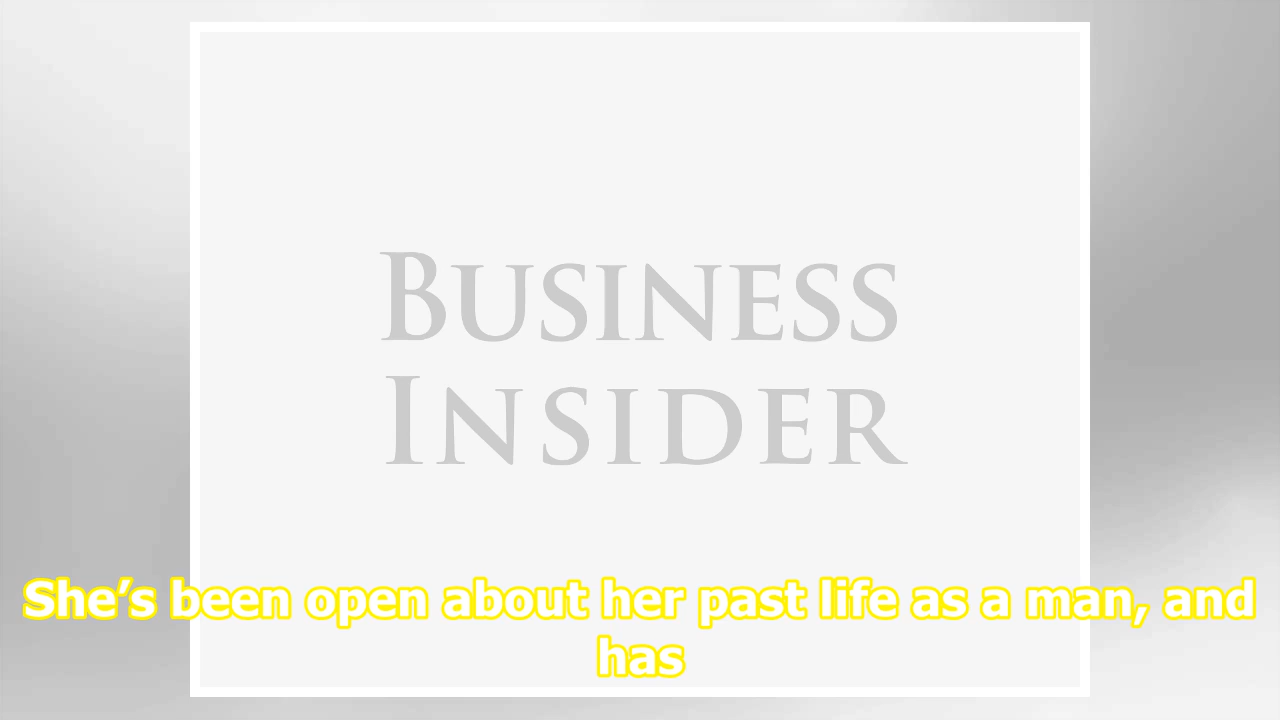 BUSINESS
INSIDER
She’s been open about her past life as a man, and
has